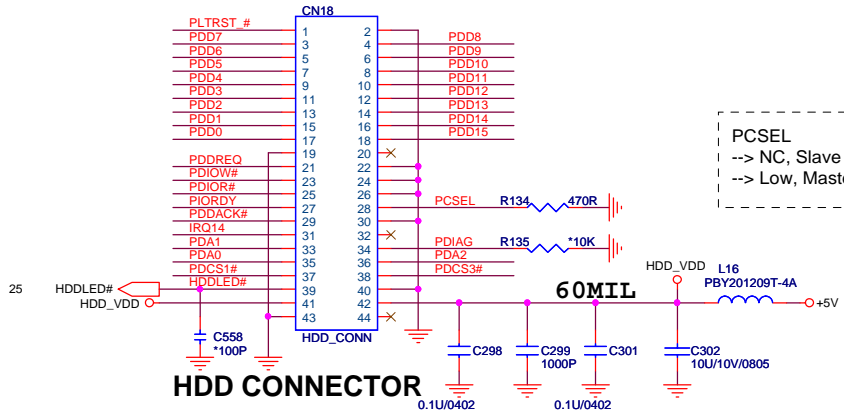 CN18
PLTRST_# 1 2
PDD7 3 4 PDD8
PDD6 5 6 PDD9
PDD5 7 8 PDD10
PDD4 9 10 PDD11
PDD3 11 12 PDD12
PDD2 13 14 PDD13
PDD1 15 16 PDD14
PDD0 17 18 PDD15
19 20
PDDREQ 21 22
PDIOW# 23 24
PDIOR# 25 26
PIORDY 27 28 PCSEL R134 470R
PDDACK# 29 30
IRQ14 31 32
PDA1 33 34 PDIAG R135 *10K
PDA0 35 36 PDA2
PDCS1# 37 38 PDCS3#
25 HDDLED# HDDLED# 39 40
HDD_VDD 41 42 60MIL
43 44
HDD_CONN
PCSEL
--> NC, Slave
--> Low, Maste
HDD_VDD
L16
PBY201209T-4A
+5V
C558
*100P
C298
0.1U/0402
C299
1000P
C301
0.1U/0402
C302
10U/10V/0805
HDD CONNECTOR